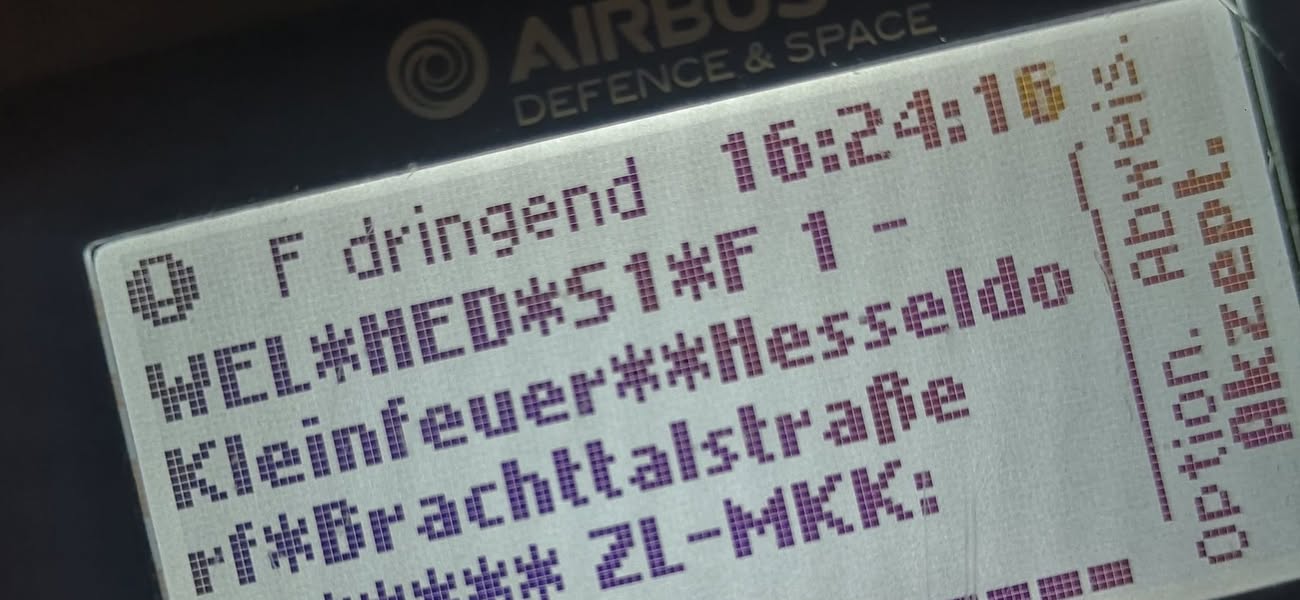 AIRBUS
DEFENCE & SPACE
F dringend 16:24:16
WEL*HED*S1*F 1 -
Kleinfeuer**Hesseldo
rf*Brachttalstraße
***** ZL-MKK:
Option. Abweis.
Akzept.